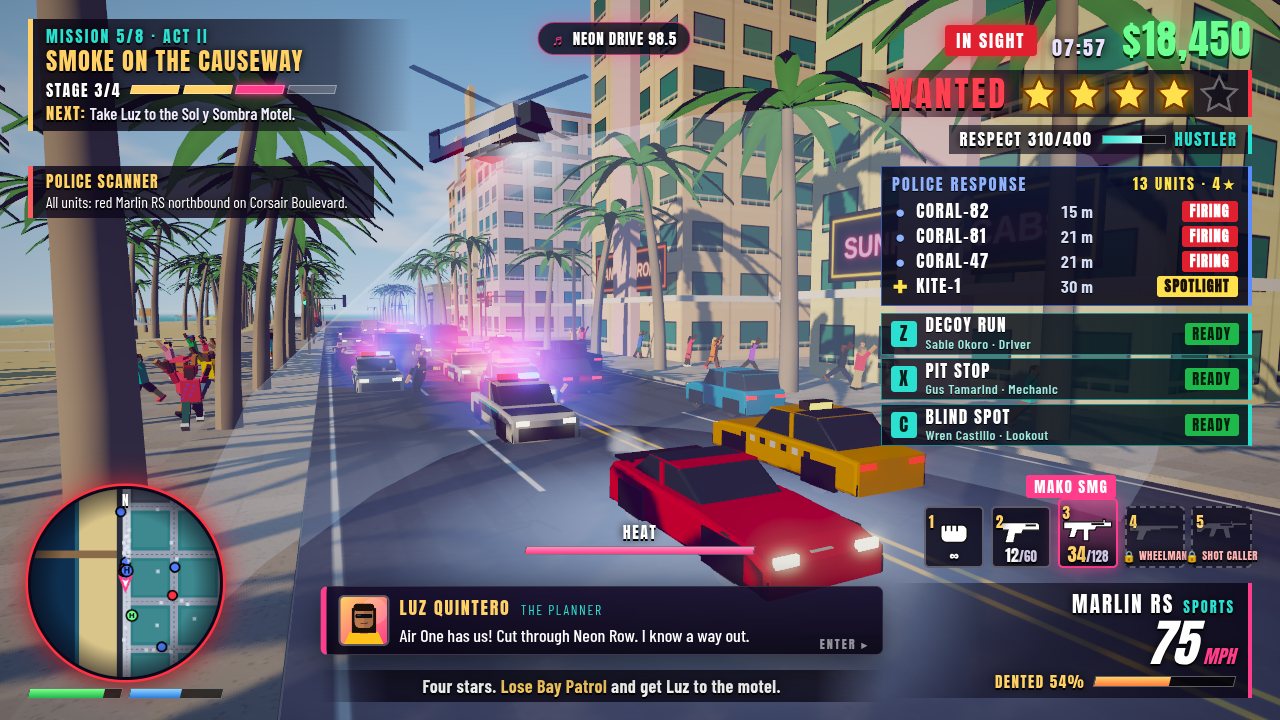 MISSION 5/8 · ACT II
SMOKE ON THE CAUSEWAY
STAGE 3/4
NEXT: Take Luz to the Sol y Sombra Motel.
POLICE SCANNER
All units: red Marlin RS northbound on Corsair Boulevard.
♬ NEON DRIVE 98.5
IN SIGHT 07:57 $18,450
WANTED
RESPECT 310/400 HUSTLER
POLICE RESPONSE 13 UNITS · 4★
CORAL-82 15 m FIRING
CORAL-81 21 m FIRING
CORAL-47 21 m FIRING
KITE-1 30 m SPOTLIGHT
Z DECOY RUN READY
Sable Okoro · Driver
X PIT STOP READY
Gus Tamarind · Mechanic
C BLIND SPOT READY
Wren Castillo · Lookout
MAKO SMG
1 ∞
2 12/60
3 34/128
4 WHEELMAN
5 SHOT CALLER
N
H
HEAT
LUZ QUINTERO THE PLANNER
Air One has us! Cut through Neon Row. I know a way out.
ENTER ▸
Four stars. Lose Bay Patrol and get Luz to the motel.
MARLIN RS SPORTS
75 MPH
DENTED 54%